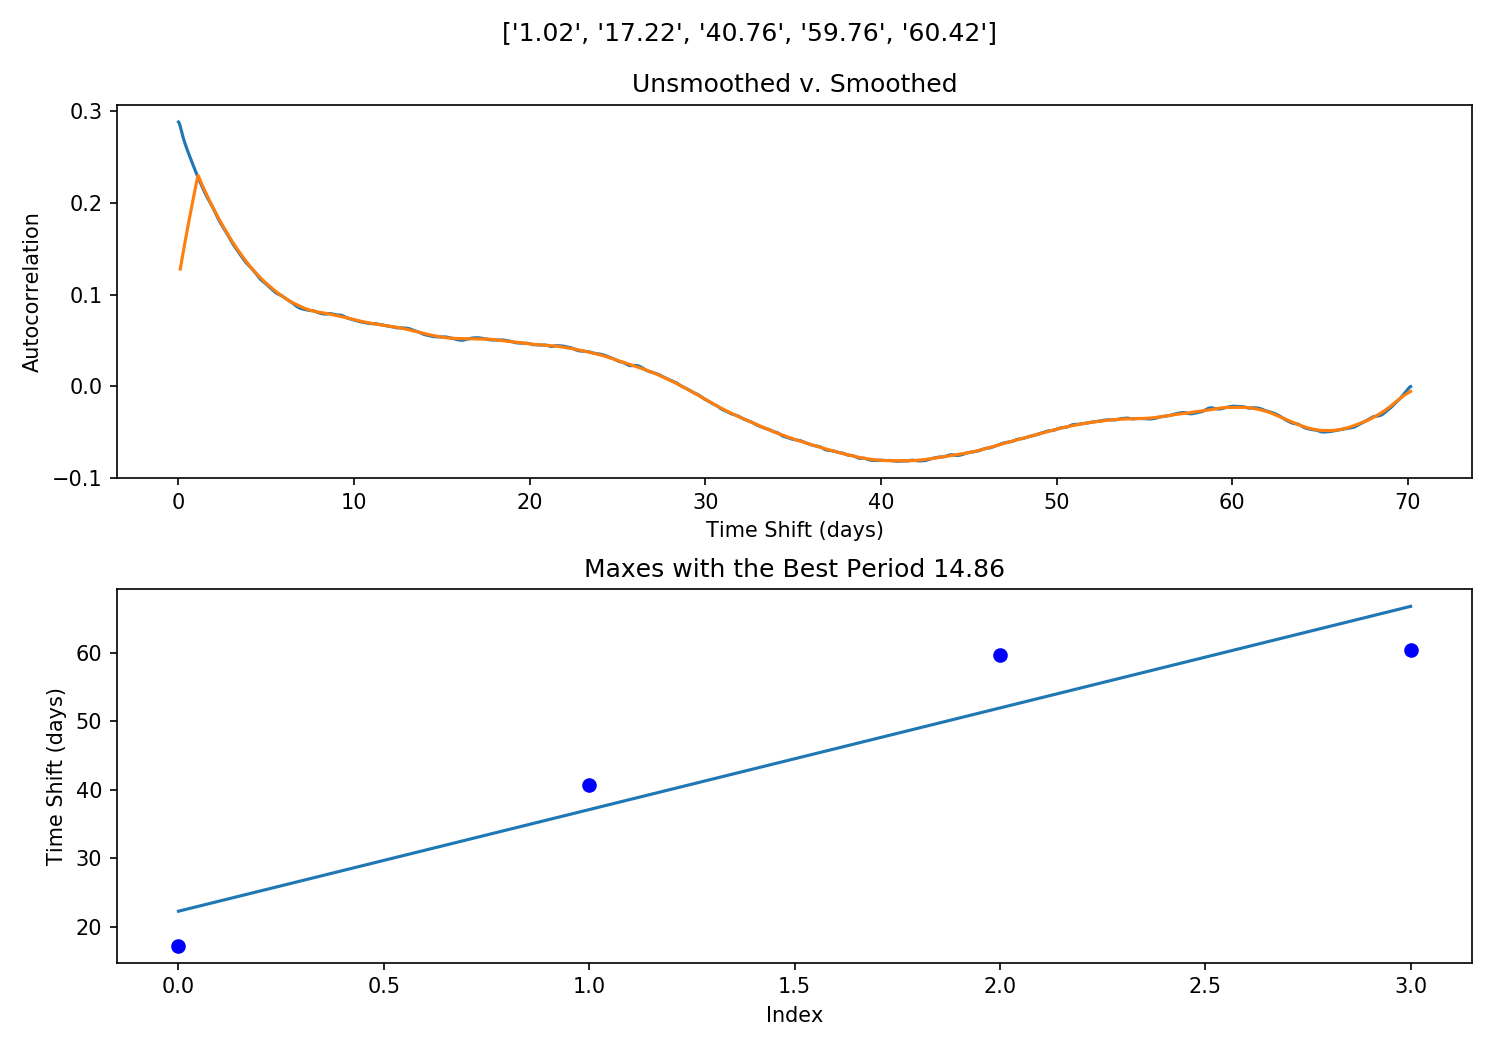 ['1.02', '17.22', '40.76', '59.76', '60.42']
Unsmoothed v. Smoothed
0.3
0.2
0.1
0.0
−0.1
Autocorrelation
0 10 20 30 40 50 60 70
Time Shift (days)
Maxes with the Best Period 14.86
60
50
40
30
20
Time Shift (days)
0.0 0.5 1.0 1.5 2.0 2.5 3.0
Index